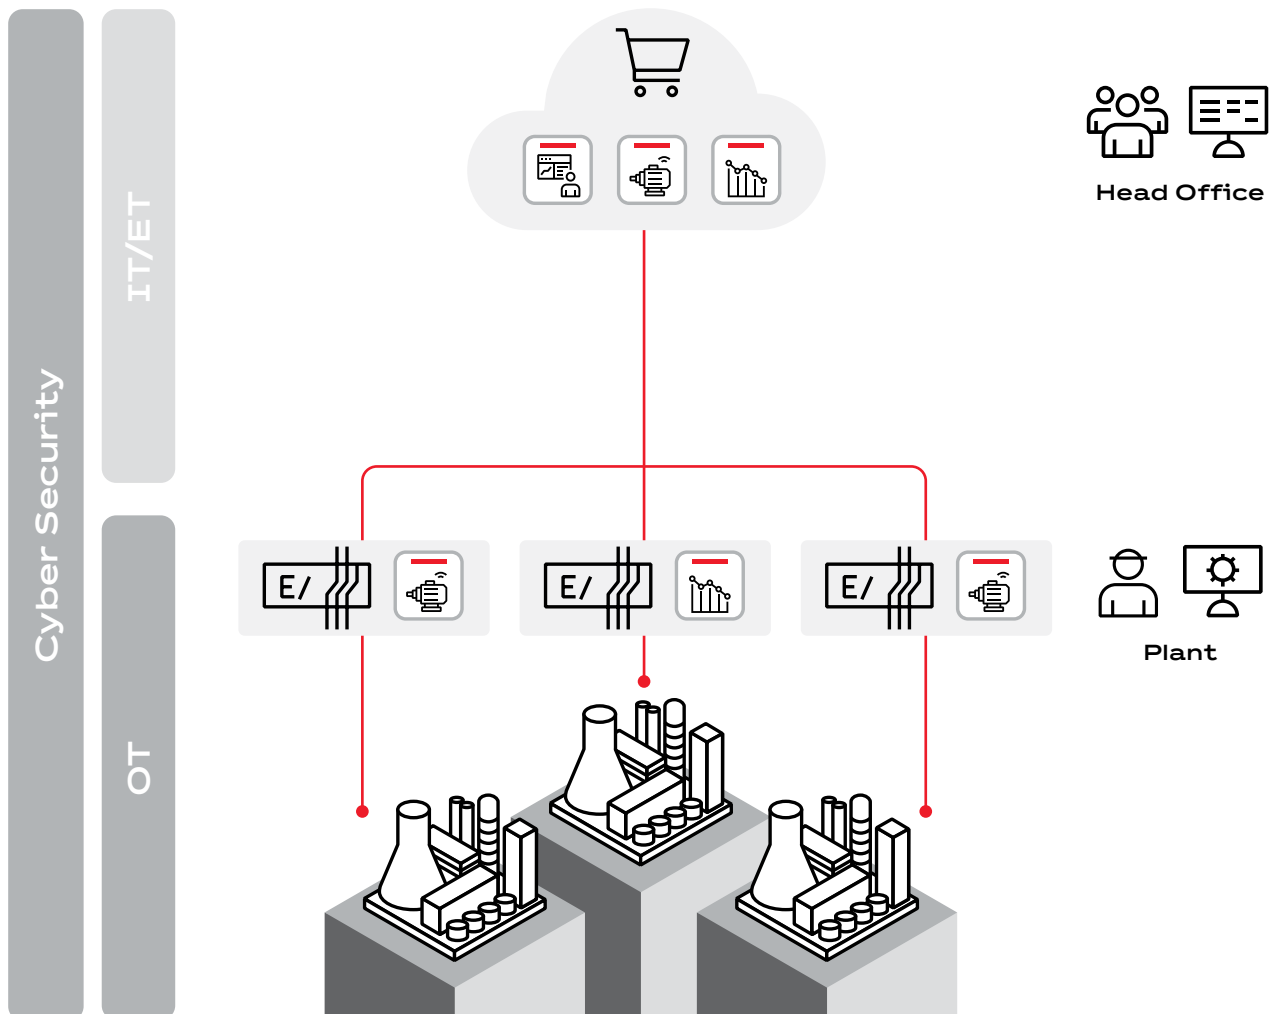 Cyber Security
IT/ET
OT
Head Office
E/
E/
E/
Plant